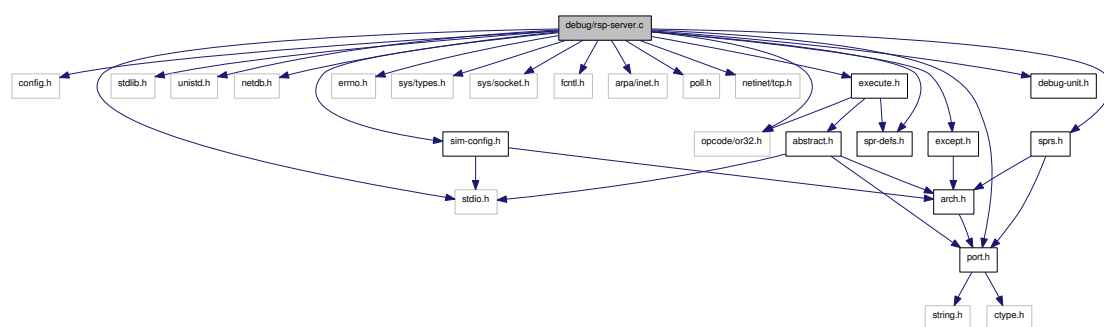 debug/rsp-server.c
config.h
stdlib.h
unistd.h
netdb.h
errno.h
sys/types.h
sys/socket.h
fcntl.h
arpa/inet.h
poll.h
netinet/tcp.h
execute.h
debug-unit.h
sim-config.h
opcode/or32.h
abstract.h
spr-defs.h
except.h
sprs.h
stdio.h
arch.h
port.h
string.h
ctype.h